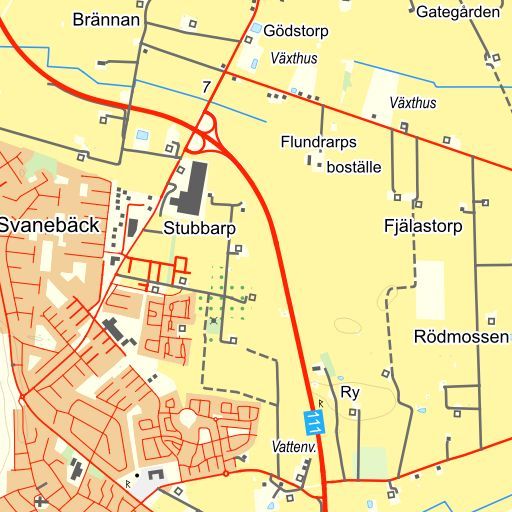 Gategården
Brännan
Gödstorp
Växthus
7
Växthus
Flundrarps
boställe
Svanebäck
Stubbarp
Fjälastorp
Rödmossen
Ry
R
111
Vattenv.
R